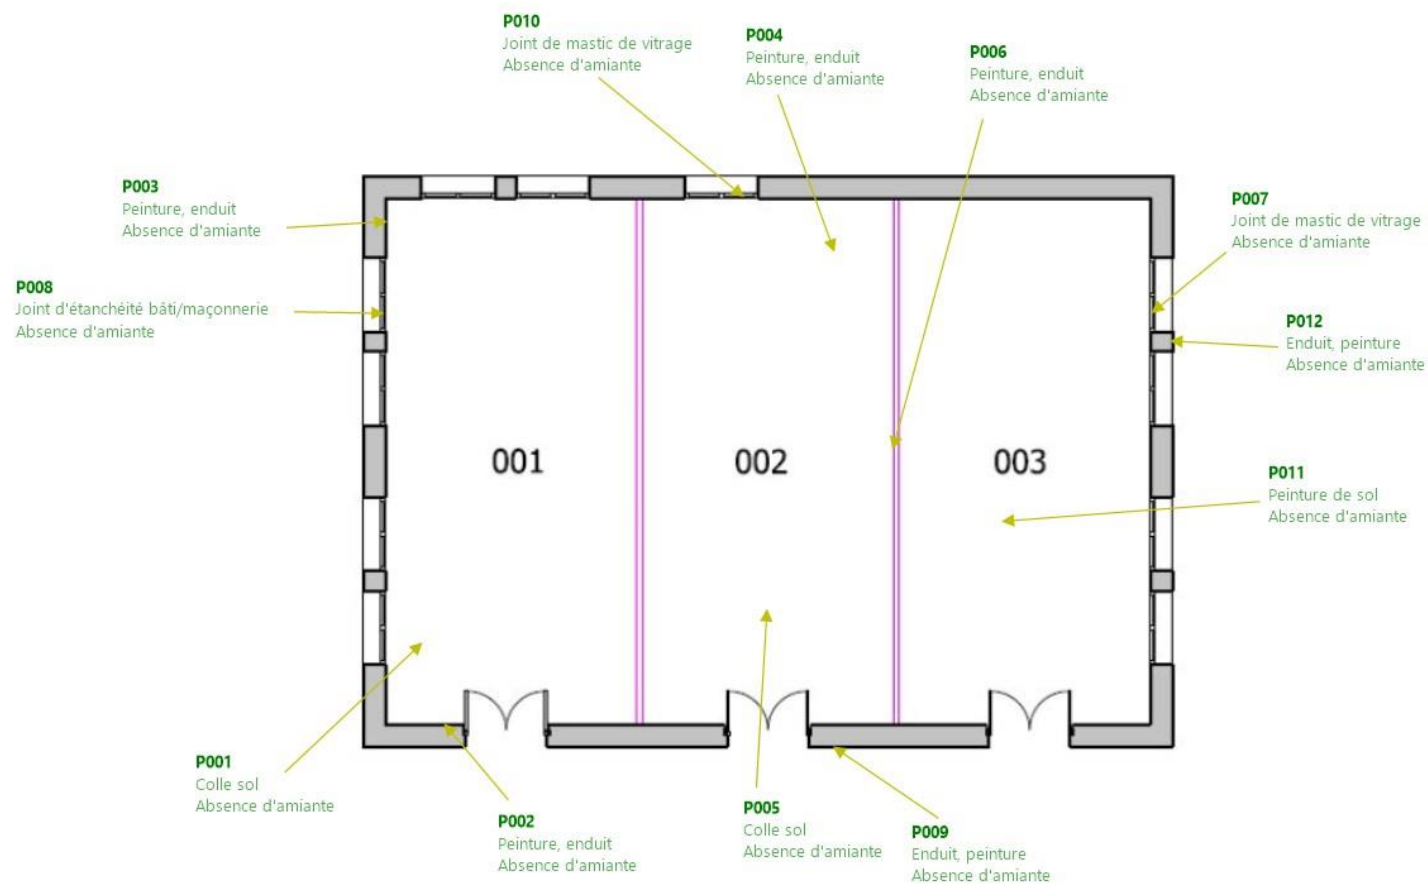 P010
Joint de mastic de vitrage
Absence d'amiante
P004
Peinture, enduit
Absence d'amiante
P006
Peinture, enduit
Absence d'amiante
P003
Peinture, enduit
Absence d'amiante
P007
Joint de mastic de vitrage
Absence d'amiante
P008
Joint d'étanchéité bâti/maçonnerie
Absence d'amiante
P012
Enduit, peinture
Absence d'amiante
001
002
003
P011
Peinture de sol
Absence d'amiante
P001
Colle sol
Absence d'amiante
P002
Peinture, enduit
Absence d'amiante
P005
Colle sol
Absence d'amiante
P009
Enduit, peinture
Absence d'amiante